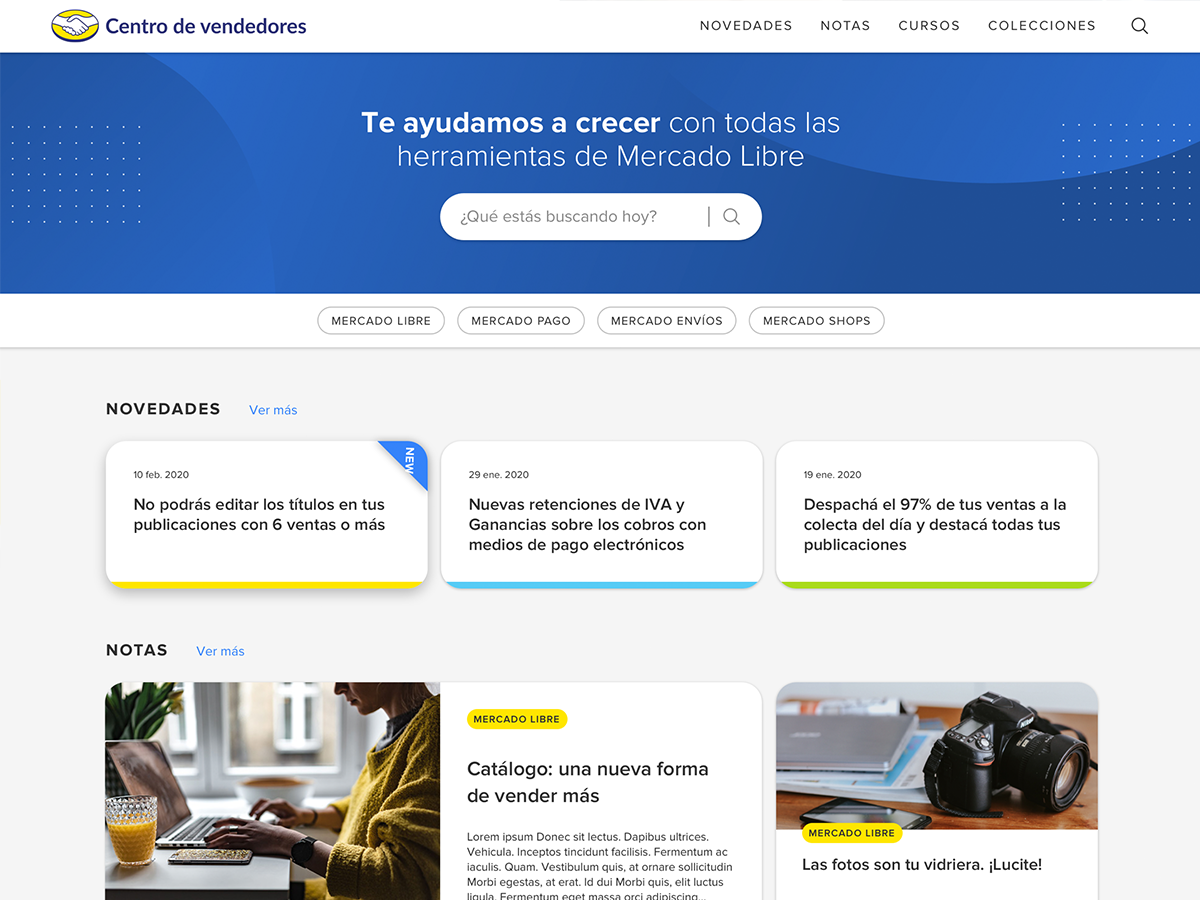 Centro de vendedores
NOVEDADES NOTAS CURSOS COLECCIONES
Te ayudamos a crecer con todas las
herramientas de Mercado Libre
¿Qué estás buscando hoy?
MERCADO LIBRE MERCADO PAGO MERCADO ENVÍOS MERCADO SHOPS
NOVEDADES Ver más
NEW
10 feb. 2020
No podrás editar los títulos en tus
publicaciones con 6 ventas o más
29 ene. 2020
Nuevas retenciones de IVA y
Ganancias sobre los cobros con
medios de pago electrónicos
19 ene. 2020
Despachá el 97% de tus ventas a la
colecta del día y destacá todas tus
publicaciones
NOTAS Ver más
MERCADO LIBRE
Catálogo: una nueva forma
de vender más
Lorem ipsum Donec sit lectus. Dapibus ultrices.
Vehicula. Inceptos tincidunt facilisis. Fermentum ac
iaculis. Quam. Vestibulum quis, at ornare sollicitudin
Morbi egestas, at erat. Id dui Morbi quis, elit luctus
ligula. Fermentum eget massa orci adipiscing...
Nikon
MERCADO LIBRE
Las fotos son tu vidriera. ¡Lucite!